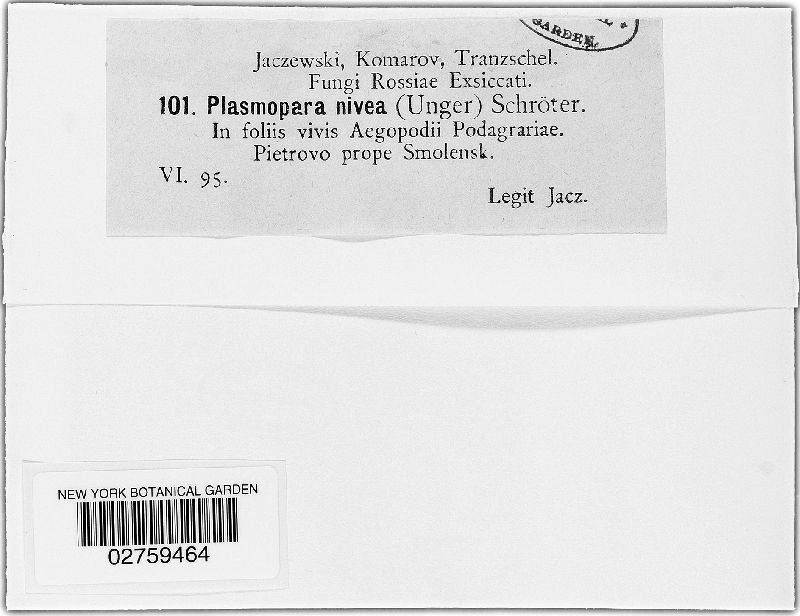 GARDEN
Jaczewski, Komarov, Tranzschel.
Fungi Rossiae Exsiccati.
101. Plasmopara nivea (Unger) Schröter.
In foliis vivis Aegopodii Podagrariae.
Pietrovo prope Smolensk.
VI. 95.
Legit Jacz.
NEW YORK BOTANICAL GARDEN
02759464